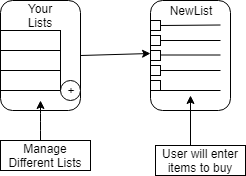 Your
Lists
+
NewList
Manage
Different Lists
User will enter
items to buy